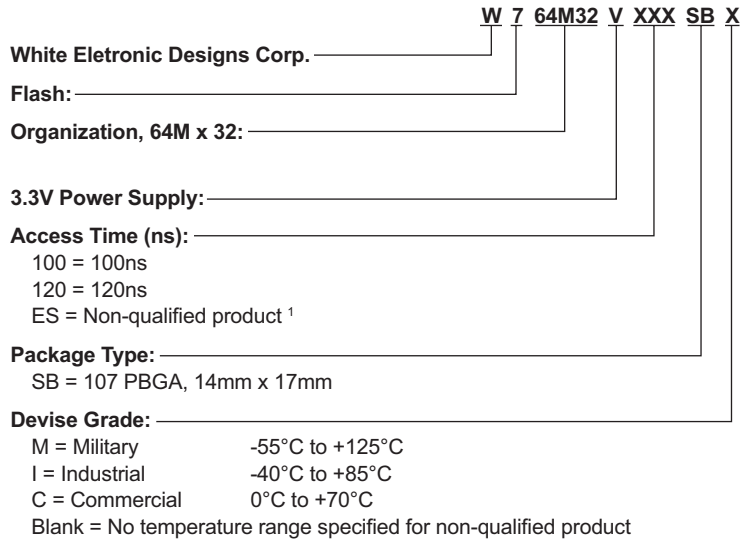 W 7 64M32 V XXX SB X
White Eletronic Designs Corp.
Flash:
Organization, 64M x 32:
3.3V Power Supply:
Access Time (ns):
100 = 100ns
120 = 120ns
ES = Non-qualified product 1
Package Type:
SB = 107 PBGA, 14mm x 17mm
Devise Grade:
M = Military -55°C to +125°C
I = Industrial -40°C to +85°C
C = Commercial 0°C to +70°C
Blank = No temperature range specified for non-qualified product